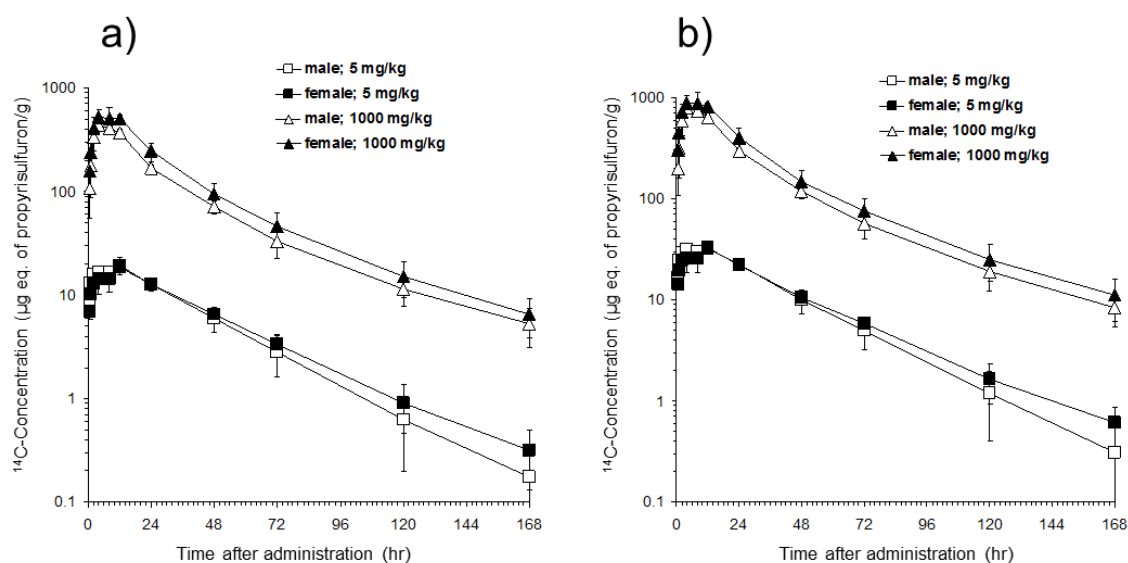 a)
male; 5 mg/kg
female; 5 mg/kg
male; 1000 mg/kg
female; 1000 mg/kg
¹⁴C-Concentration (µg eq. of propyrisulfuron/g)
1000
100
10
1
0.1
0 24 48 72 96 120 144 168
Time after administration (hr)
b)
male; 5 mg/kg
female; 5 mg/kg
male; 1000 mg/kg
female; 1000 mg/kg
¹⁴C-Concentration (µg eq. of propyrisulfuron/g)
1000
100
10
1
0.1
0 24 48 72 96 120 144 168
Time after administration (hr)